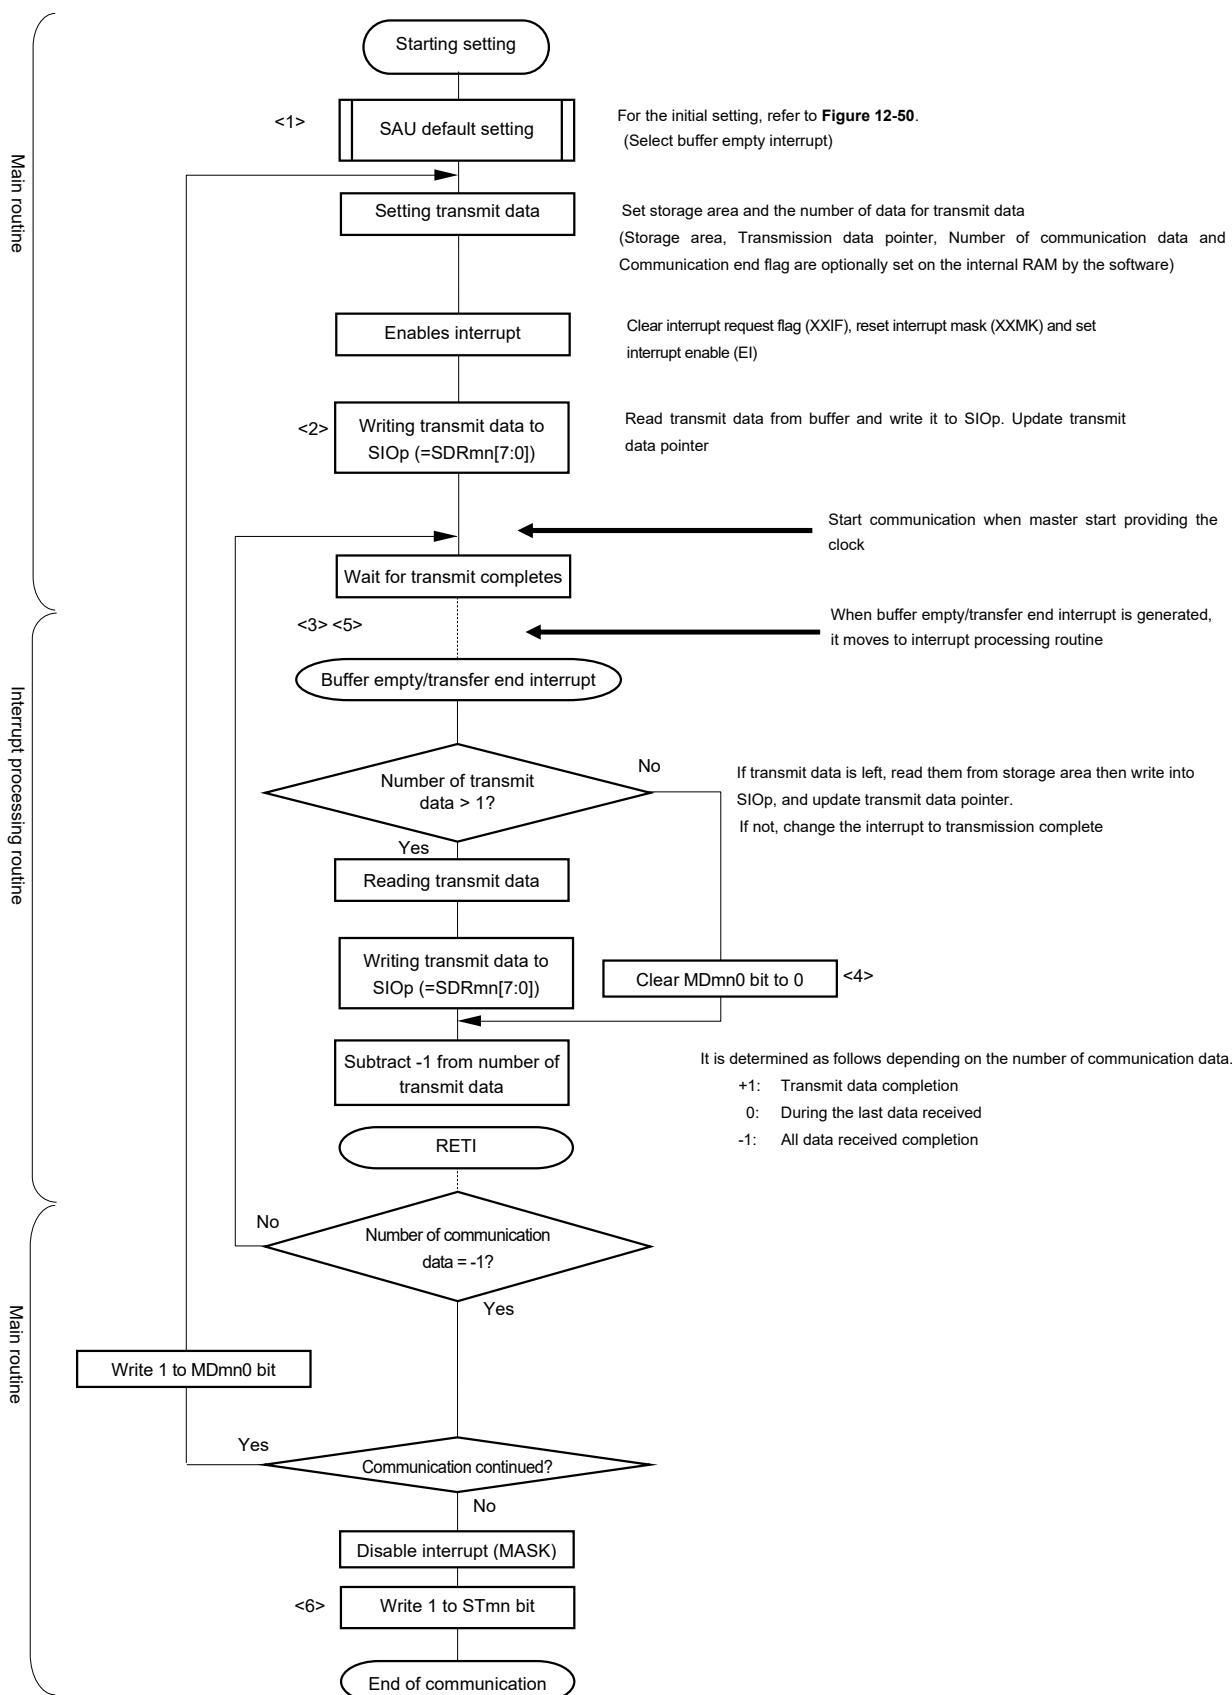 Starting setting
<1>
SAU default setting
For the initial setting, refer to Figure 12-50.
(Select buffer empty interrupt)
Main routine
Setting transmit data
Set storage area and the number of data for transmit data
(Storage area, Transmission data pointer, Number of communication data and
Communication end flag are optionally set on the internal RAM by the software)
Enables interrupt
Clear interrupt request flag (XXIF), reset interrupt mask (XXMK) and set
interrupt enable (EI)
<2>
Writing transmit data to
SIOp (=SDRmn[7:0])
Read transmit data from buffer and write it to SIOp. Update transmit
data pointer
Start communication when master start providing the
clock
Wait for transmit completes
<3> <5>
When buffer empty/transfer end interrupt is generated,
it moves to interrupt processing routine
Buffer empty/transfer end interrupt
Interrupt processing routine
Number of transmit
data > 1?
No
If transmit data is left, read them from storage area then write into
SIOp, and update transmit data pointer.
If not, change the interrupt to transmission complete
Yes
Reading transmit data
Writing transmit data to
SIOp (=SDRmn[7:0])
Clear MDmn0 bit to 0
<4>
Subtract -1 from number of
transmit data
It is determined as follows depending on the number of communication data.
+1: Transmit data completion
0: During the last data received
-1: All data received completion
RETI
No
Number of communication
data = -1?
Yes
Main routine
Write 1 to MDmn0 bit
Yes
Communication continued?
No
Disable interrupt (MASK)
<6>
Write 1 to STmn bit
End of communication